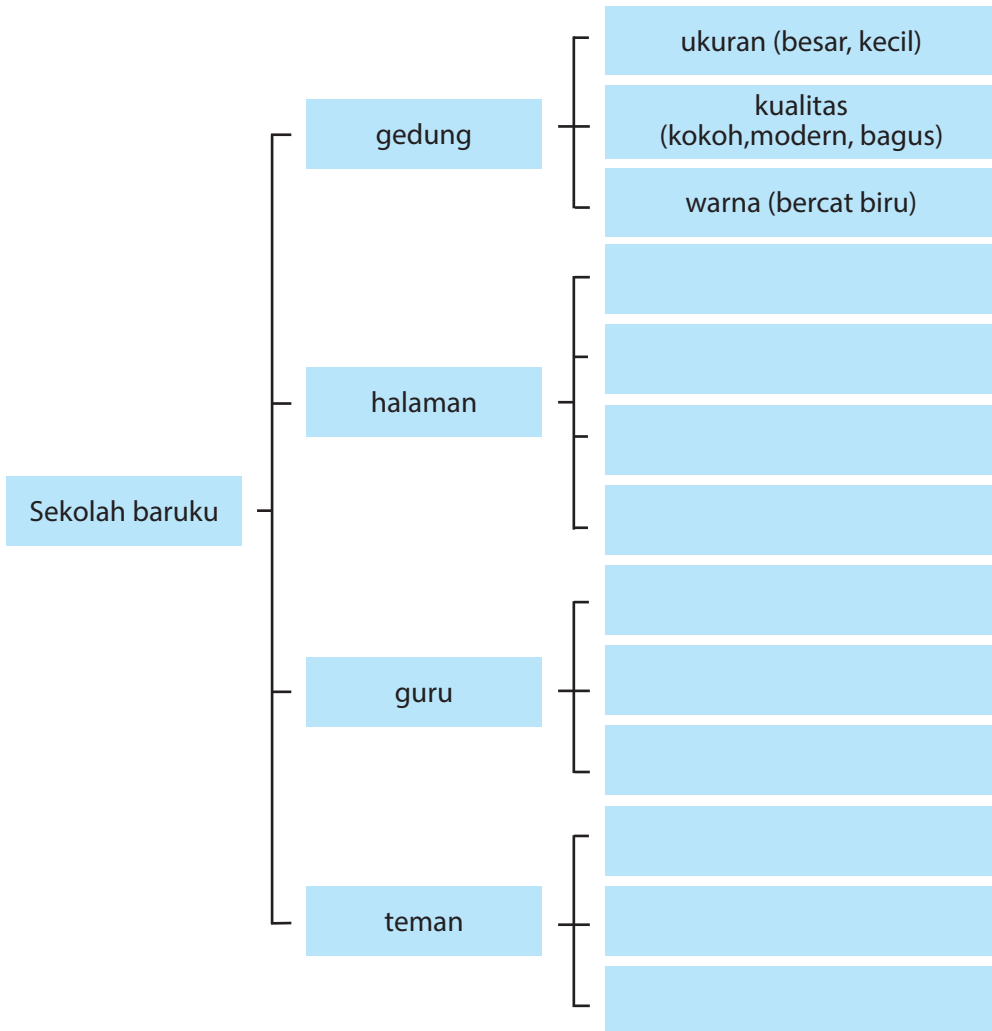 Sekolah baruku
gedung
ukuran (besar, kecil)
kualitas
(kokoh,modern, bagus)
warna (bercat biru)
halaman
guru
teman